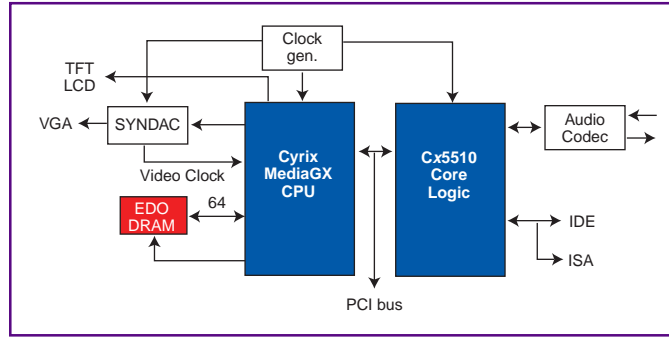 Clock
gen.
TFT
LCD
VGA
SYNDAC
Video Clock
Cyrix
MediaGX
CPU
Cx5510
Core
Logic
Audio
Codec
EDO
DRAM
64
IDE
ISA
PCI bus